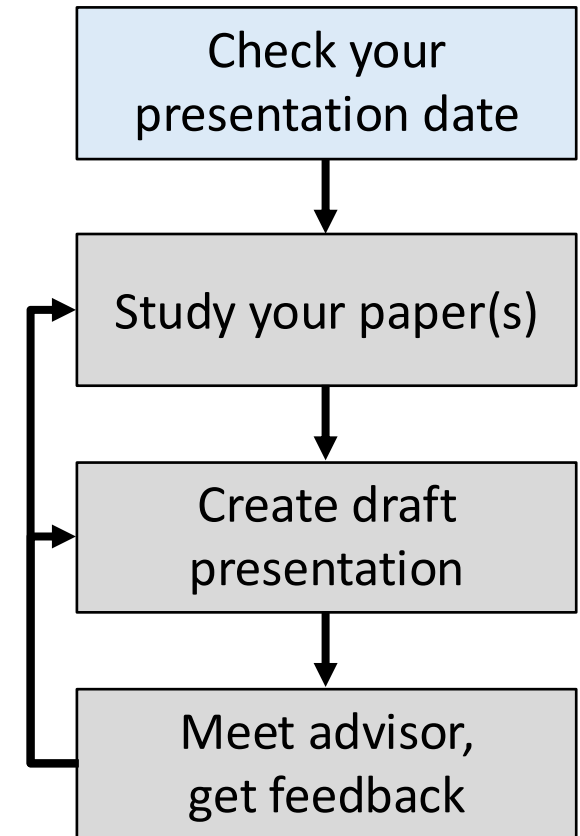 Check your
presentation date
Study your paper(s)
Create draft
presentation
Meet advisor,
get feedback